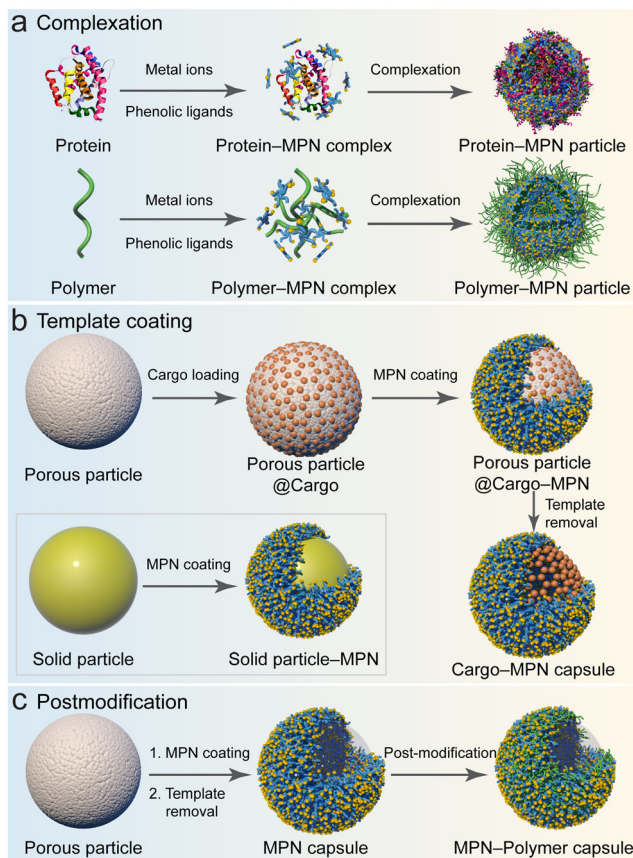 a Complexation
Metal ions
Complexation
Phenolic ligands
Protein
Protein–MPN complex
Protein–MPN particle
Metal ions
Complexation
Phenolic ligands
Polymer
Polymer–MPN complex
Polymer–MPN particle
b Template coating
Cargo loading
MPN coating
Porous particle
Porous particle
@Cargo
Porous particle
@Cargo–MPN
Template
removal
MPN coating
Solid particle
Solid particle–MPN
Cargo–MPN capsule
c Postmodification
1. MPN coating
2. Template
removal
Post-modification
Porous particle
MPN capsule
MPN–Polymer capsule